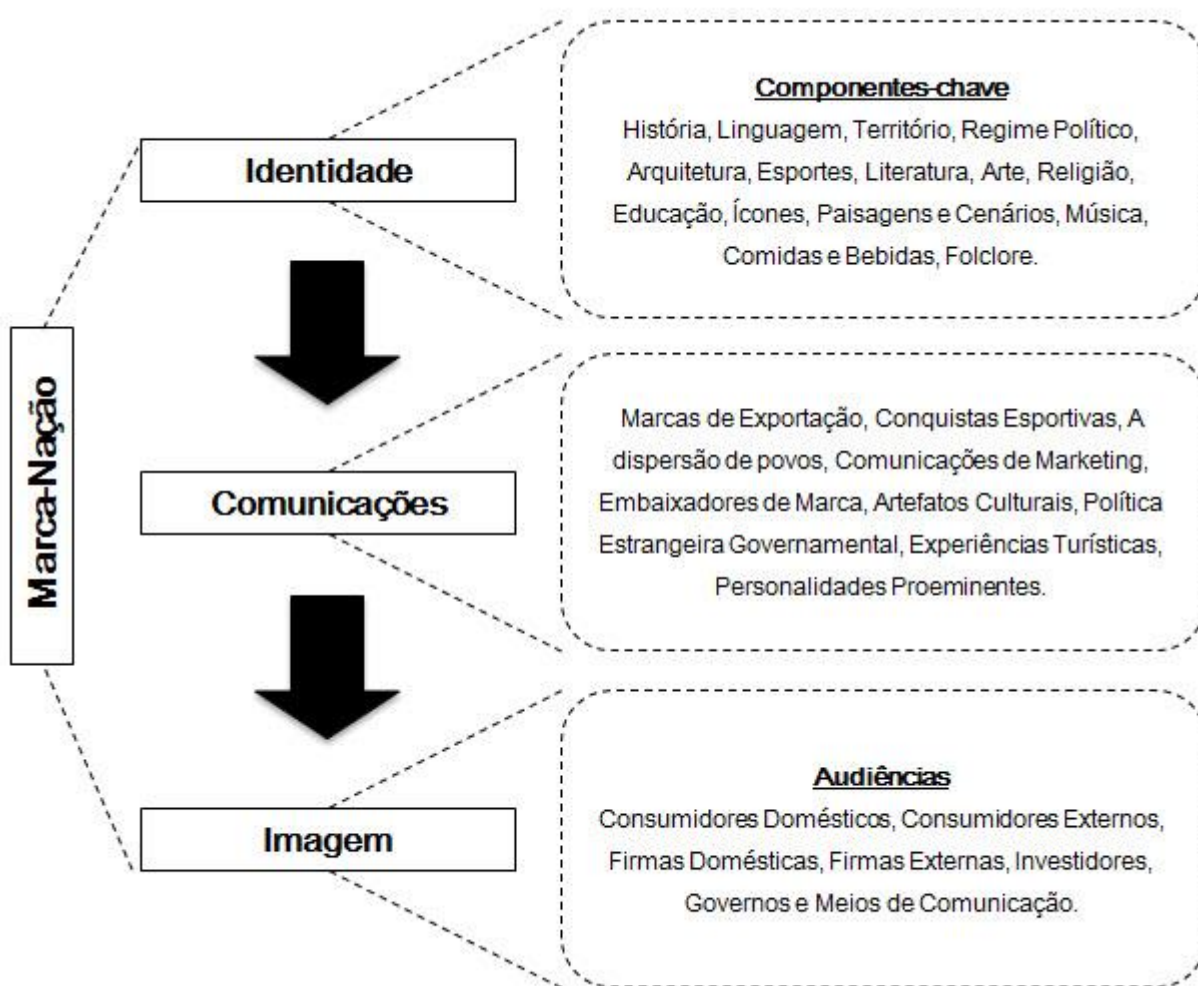 Marca-Nação
Identidade
Componentes-chave
História, Linguagem, Território, Regime Político,
Arquitetura, Esportes, Literatura, Arte, Religião,
Educação, Ícones, Paisagens e Cenários, Música,
Comidas e Bebidas, Folclore.
Comunicações
Marcas de Exportação, Conquistas Esportivas, A
dispersão de povos, Comunicações de Marketing,
Embaixadores de Marca, Artefatos Culturais, Política
Estrangeira Governamental, Experiências Turísticas,
Personalidades Proeminentes.
Imagem
Audiências
Consumidores Domésticos, Consumidores Externos,
Firmas Domésticas, Firmas Externas, Investidores,
Governos e Meios de Comunicação.